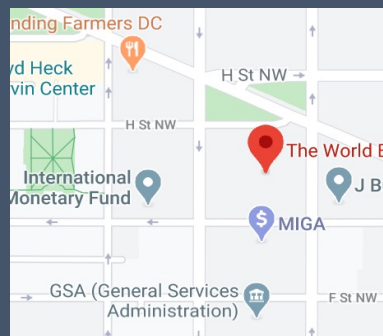 nding Farmers DC
yd Heck
vin Center
H St NW
H St NW
The World B
International
Monetary Fund
J B
$
MIGA
GSA (General Services
Administration)
F St NW